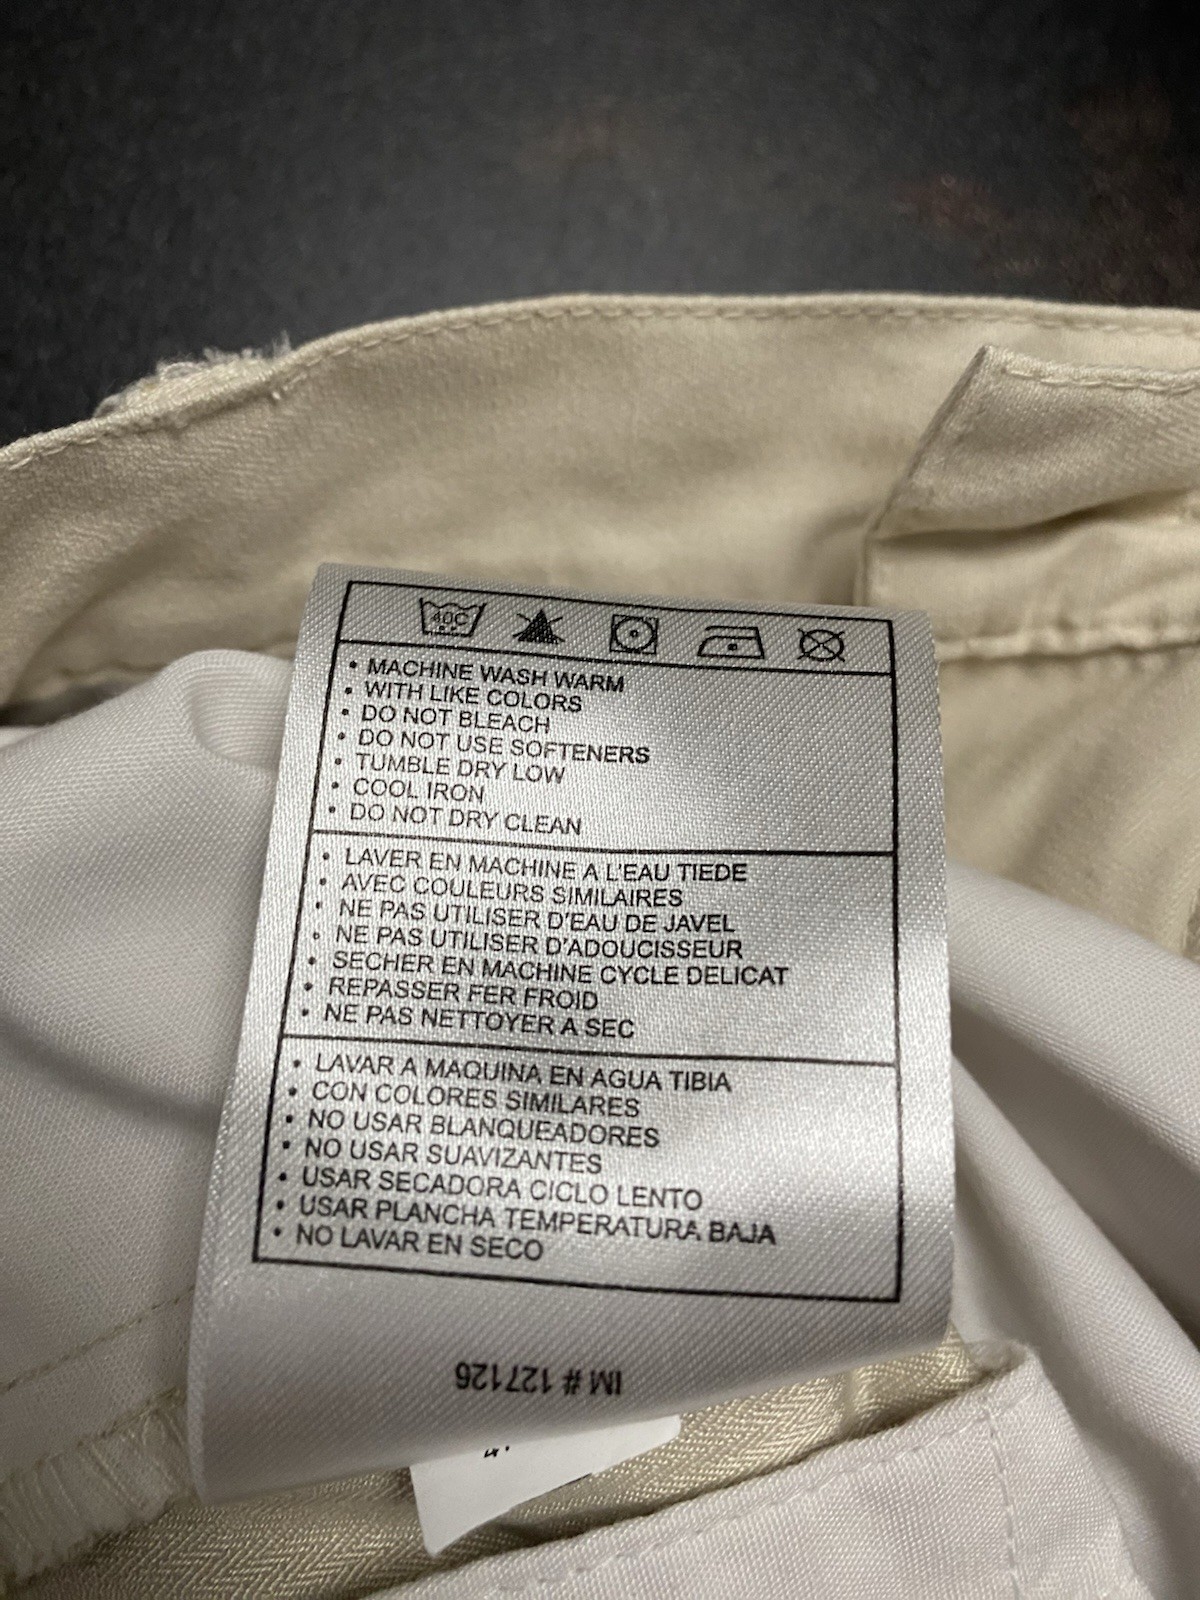 40C
• MACHINE WASH WARM
• WITH LIKE COLORS
• DO NOT BLEACH
• DO NOT USE SOFTENERS
• TUMBLE DRY LOW
• COOL IRON
• DO NOT DRY CLEAN
• LAVER EN MACHINE A L'EAU TIEDE
• AVEC COULEURS SIMILAIRES
• NE PAS UTILISER D'EAU DE JAVEL
• NE PAS UTILISER D'ADOUCISSEUR
• SECHER EN MACHINE CYCLE DELICAT
• REPASSER FER FROID
• NE PAS NETTOYER A SEC
• LAVAR A MAQUINA EN AGUA TIBIA
• CON COLORES SIMILARES
• NO USAR BLANQUEADORES
• NO USAR SUAVIZANTES
• USAR SECADORA CICLO LENTO
• USAR PLANCHA TEMPERATURA BAJA
• NO LAVAR EN SECO
IM # 127126